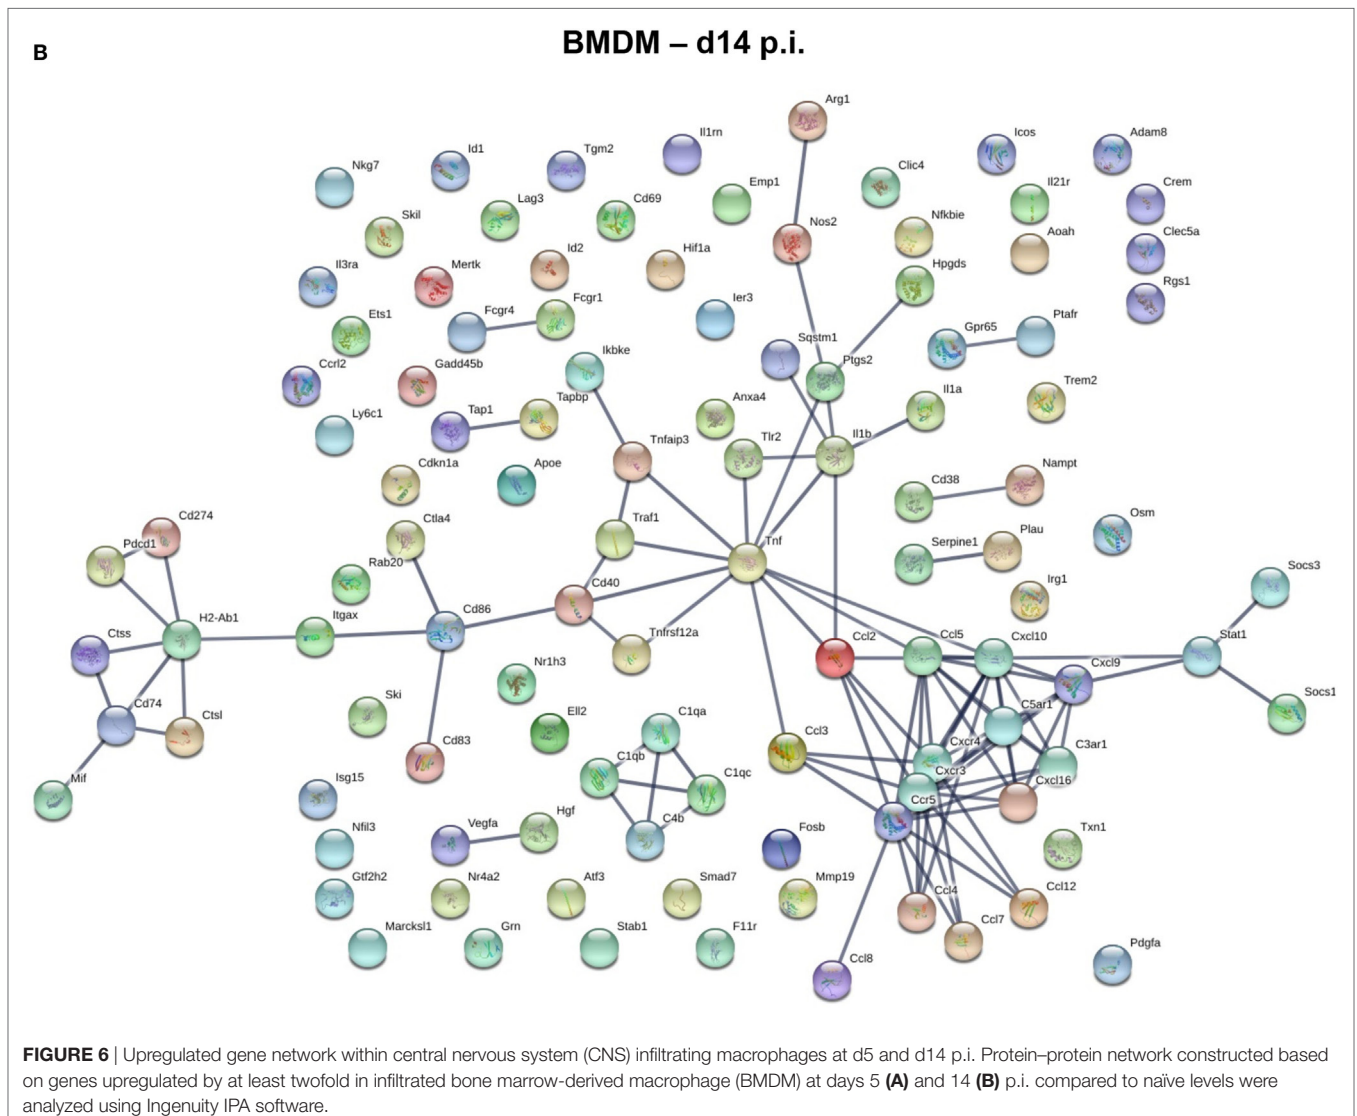 B
BMDM – d14 p.i.
Arg1
Il1rn
Icos
Adam8
Id1
Tgm2
Nkg7
Clic4
Emp1
Il21r
Crem
Lag3
Cd69
Skil
Nos2
Nfkbie
Aoah
Clec5a
Id2
Hif1a
Il3ra
Mertk
Hpgds
Rgs1
Fcgr4
Fcgr1
Ier3
Ets1
Sqstm1
Gpr65
Ptafr
Ikbke
Ptgs2
Ccrl2
Gadd45b
Tapbp
Anxa4
Il1a
Trem2
Ly6c1
Tap1
Tnfaip3
Tlr2
Il1b
Cdkn1a
Apoe
Cd38
Nampt
Cd274
Ctla4
Traf1
Tnf
Osm
Pdcd1
Rab20
Serpine1
Plau
Socs3
Cd40
Irg1
H2-Ab1
Itgax
Cd86
Ctss
Tnfrsf12a
Ccl2
Ccl5
Cxcl10
Stat1
Cxcl9
Nr1h3
Ski
Socs1
Cd74
Ctsl
Ell2
C1qa
C5ar1
Cd83
Ccl3
Cxcr4
C3ar1
C1qb
C1qc
Cxcr3
Cxcl16
Mif
Isg15
Ccr5
Nfil3
Vegfa
Hgf
C4b
Fosb
Txn1
Gtf2h2
Nr4a2
Atf3
Smad7
Mmp19
Ccl4
Ccl12
Marcksl1
Grn
Stab1
F11r
Ccl7
Ccl8
Pdgfa
FIGURE 6 | Upregulated gene network within central nervous system (CNS) infiltrating macrophages at d5 and d14 p.i. Protein–protein network constructed based
on genes upregulated by at least twofold in infiltrated bone marrow-derived macrophage (BMDM) at days 5 (A) and 14 (B) p.i. compared to naïve levels were
analyzed using Ingenuity IPA software.